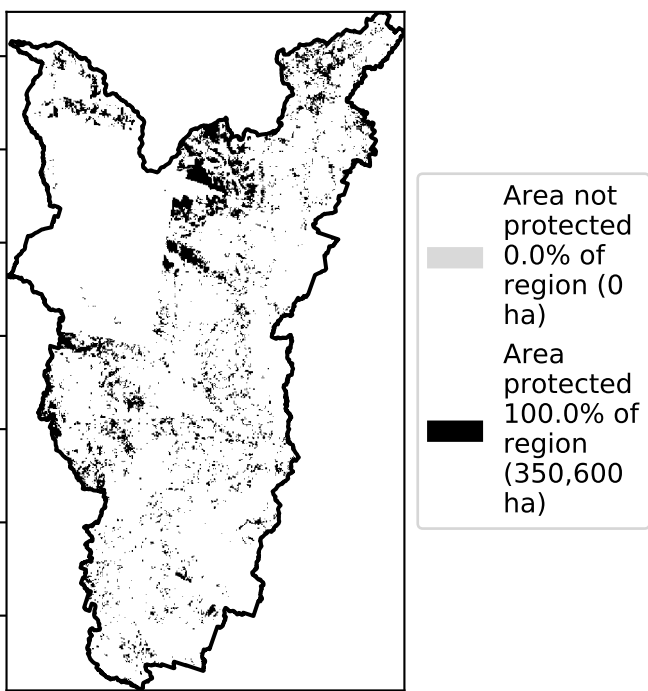 Area not
protected
0.0% of
region (0
ha)
Area
protected
100.0% of
region
(350,600
ha)